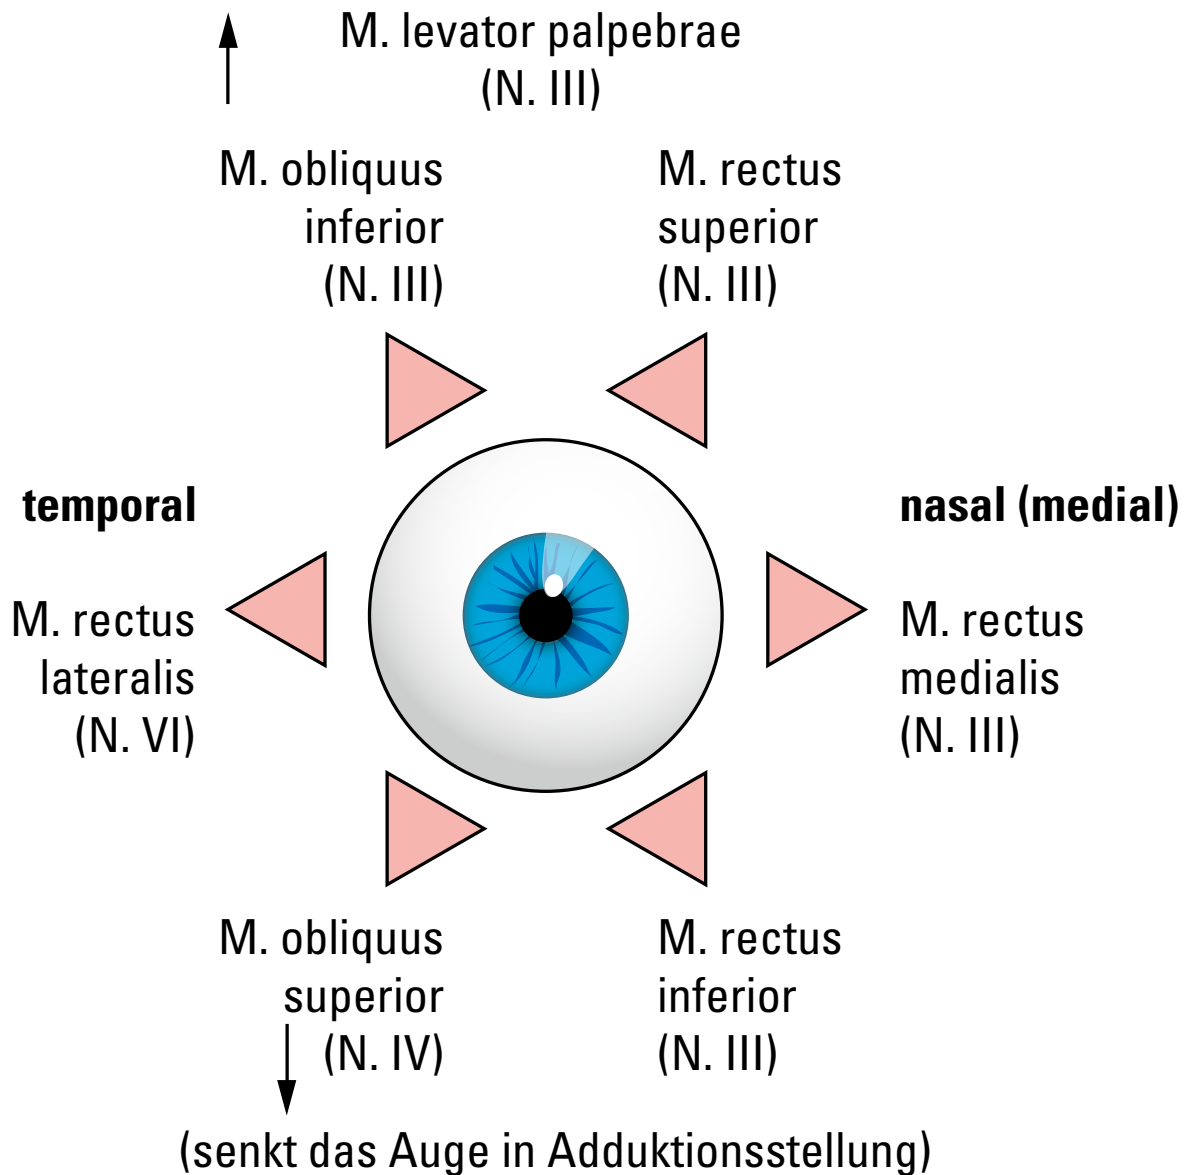 M. levator palpebrae
(N. III)
M. obliquus
inferior
(N. III)
M. rectus
superior
(N. III)
temporal
nasal (medial)
M. rectus
lateralis
(N. VI)
M. rectus
medialis
(N. III)
M. obliquus
superior
(N. IV)
M. rectus
inferior
(N. III)
(senkt das Auge in Adduktionsstellung)